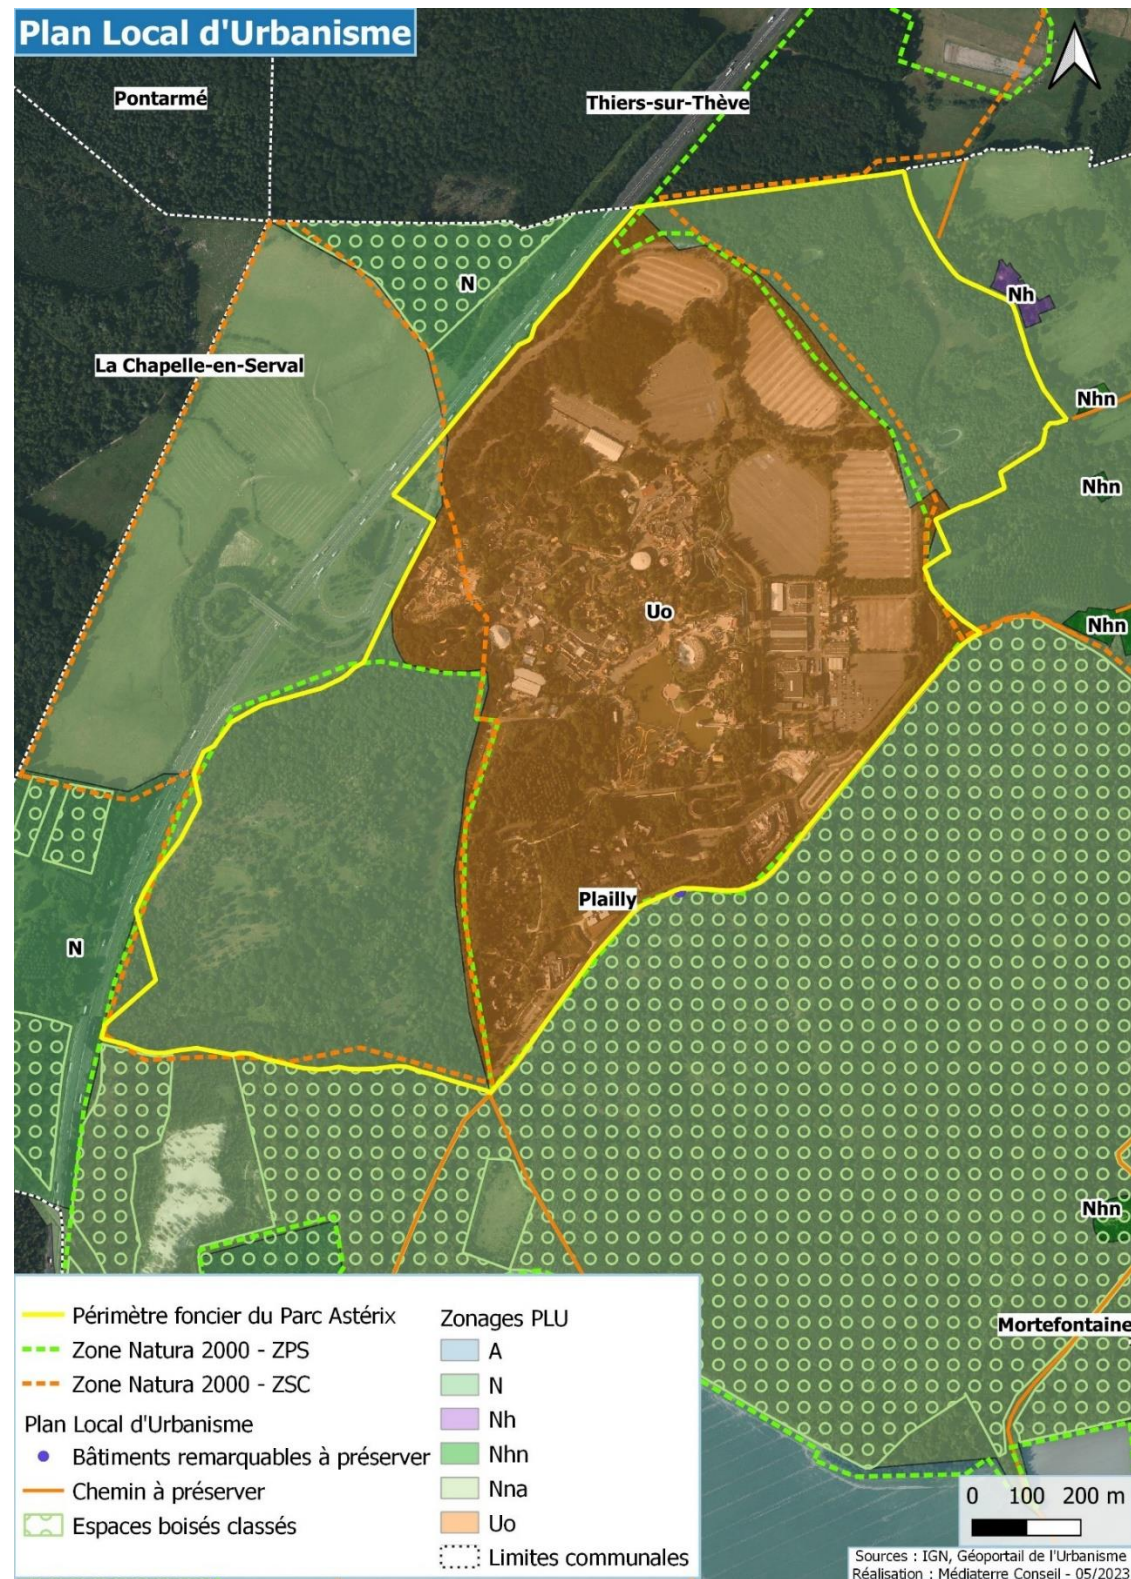 Plan Local d'Urbanisme
Pontarmé
Thiers-sur-Thève
N
Nh
La Chapelle-en-Serval
Nhn
Nhn
Uo
Nhn
Plailly
N
Nhn
Mortefontaine
Périmètre foncier du Parc Astérix
Zone Natura 2000 - ZPS
Zone Natura 2000 - ZSC
Plan Local d'Urbanisme
Bâtiments remarquables à préserver
Chemin à préserver
Espaces boisés classés
Zonages PLU
A
N
Nh
Nhn
Nna
Uo
Limites communales
0 100 200 m
Sources : IGN, Géoportail de l'Urbanisme
Réalisation : Médiaterre Conseil - 05/2023